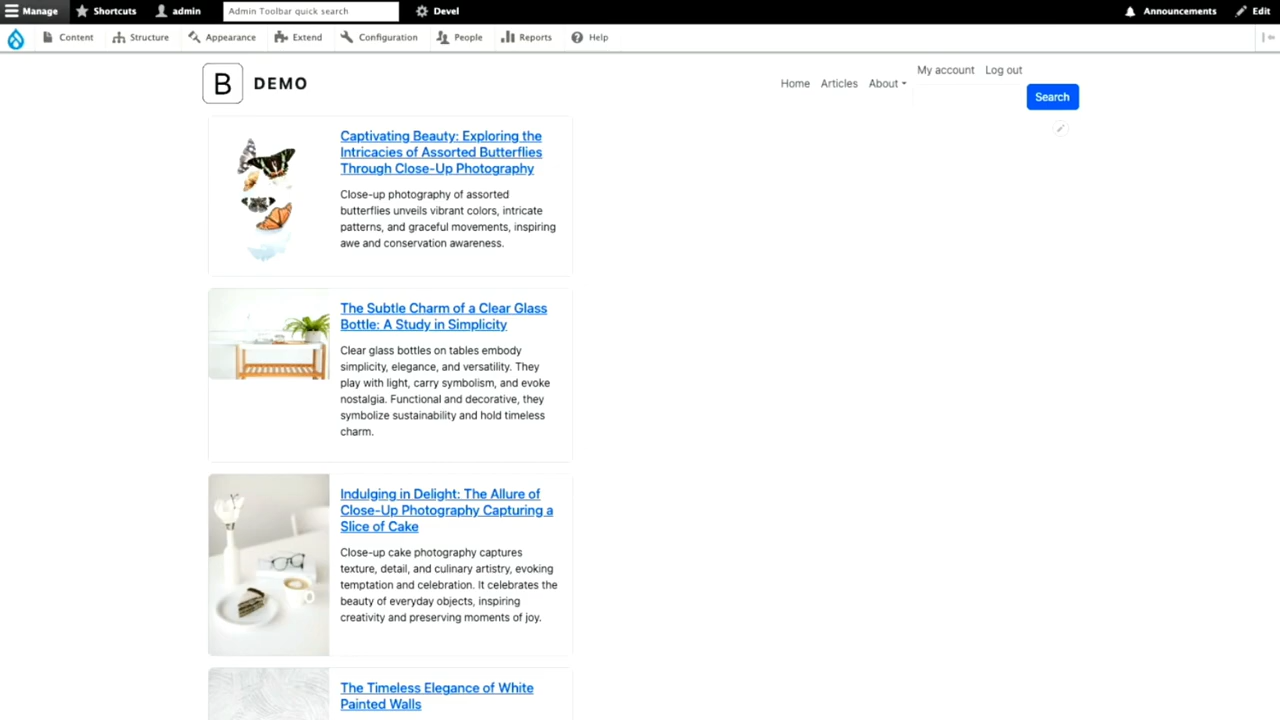 Manage Shortcuts admin Admin Toolbar quick search Devel Announcements Edit
Content Structure Appearance Extend Configuration People Reports Help
B DEMO
Home Articles About My account Log out
Search
Captivating Beauty: Exploring the
Intricacies of Assorted Butterflies
Through Close-Up Photography
Close-up photography of assorted
butterflies unveils vibrant colors, intricate
patterns, and graceful movements, inspiring
awe and conservation awareness.
The Subtle Charm of a Clear Glass
Bottle: A Study in Simplicity
Clear glass bottles on tables embody
simplicity, elegance, and versatility. They
play with light, carry symbolism, and evoke
nostalgia. Functional and decorative, they
symbolize sustainability and hold timeless
charm.
Indulging in Delight: The Allure of
Close-Up Photography Capturing a
Slice of Cake
Close-up cake photography captures
texture, detail, and culinary artistry, evoking
temptation and celebration. It celebrates the
beauty of everyday objects, inspiring
creativity and preserving moments of joy.
The Timeless Elegance of White
Painted Walls